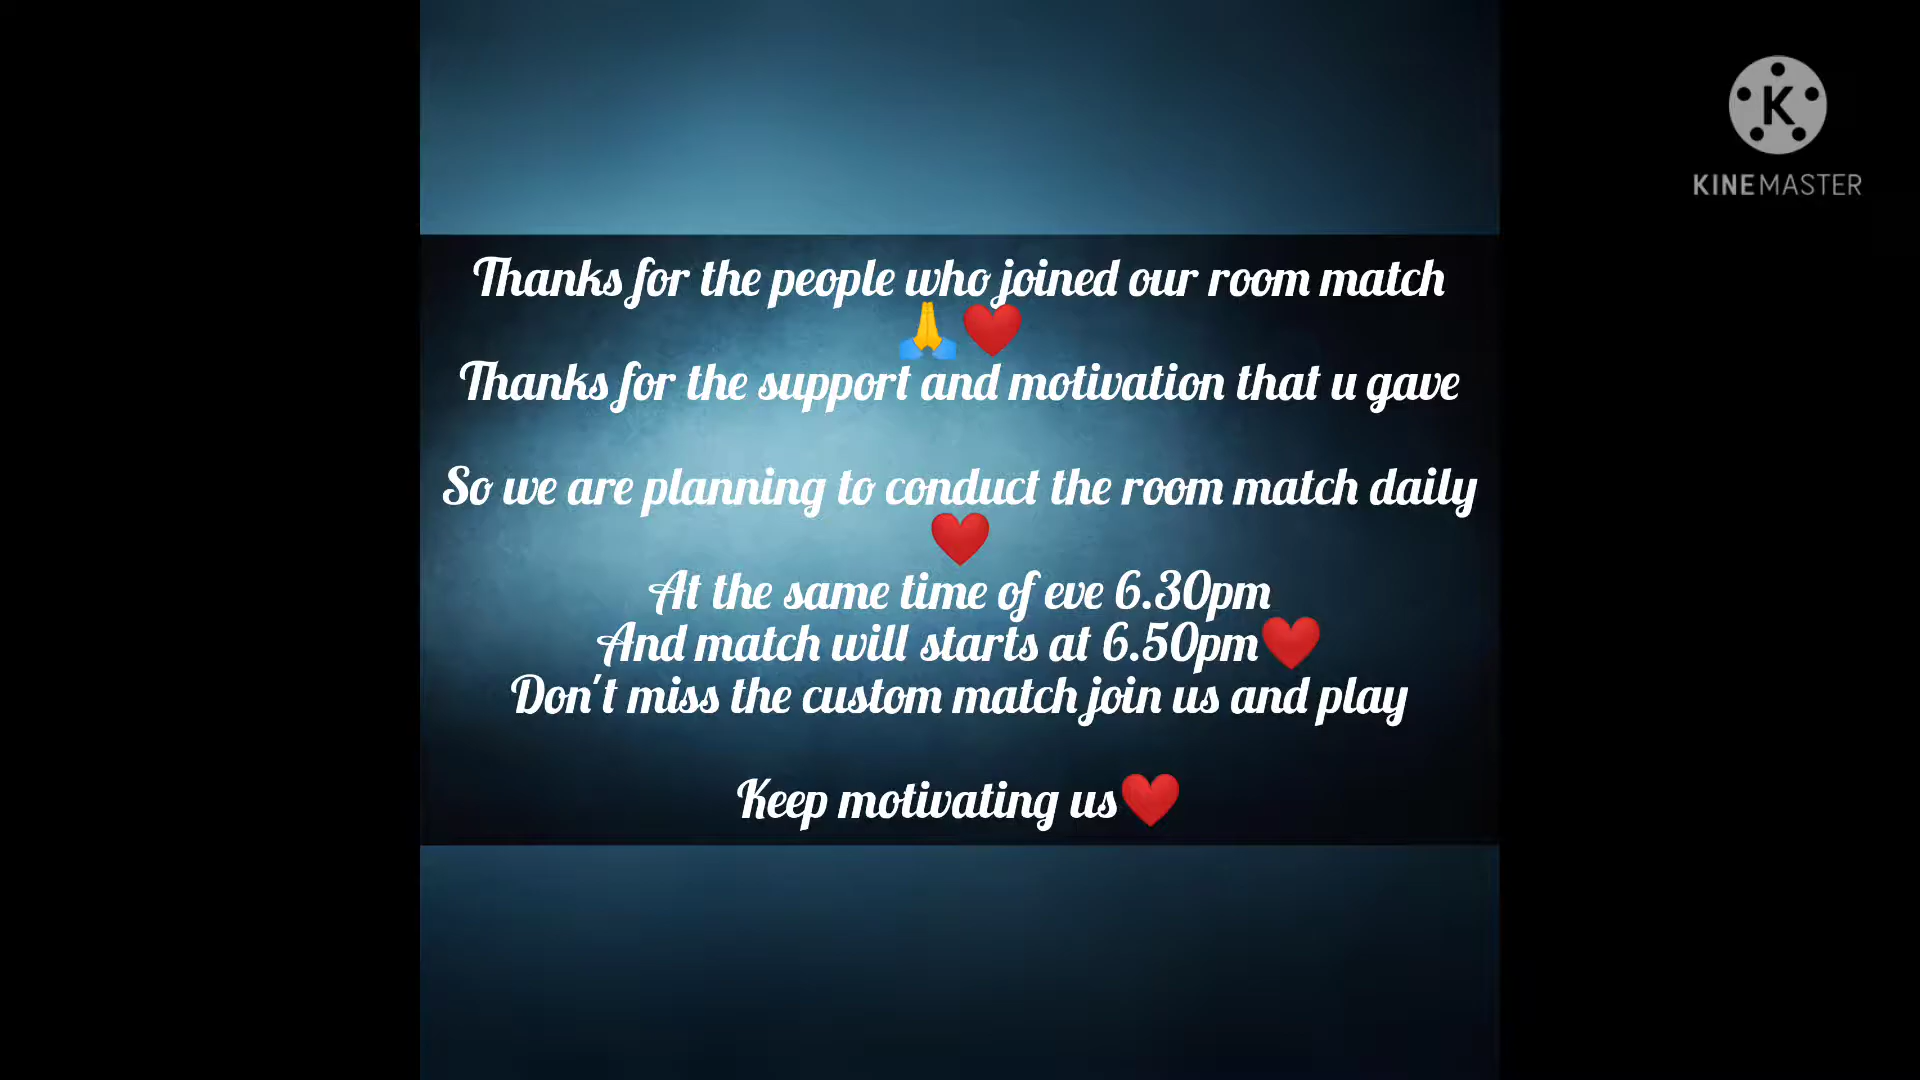 Thanks for the people who joined our room match
🙏❤️
Thanks for the support and motivation that u gave
So we are planning to conduct the room match daily
❤️
At the same time of eve 6.30pm
And match will starts at 6.50pm❤️
Don't miss the custom match join us and play
Keep motivating us❤️
K
KINEMASTER